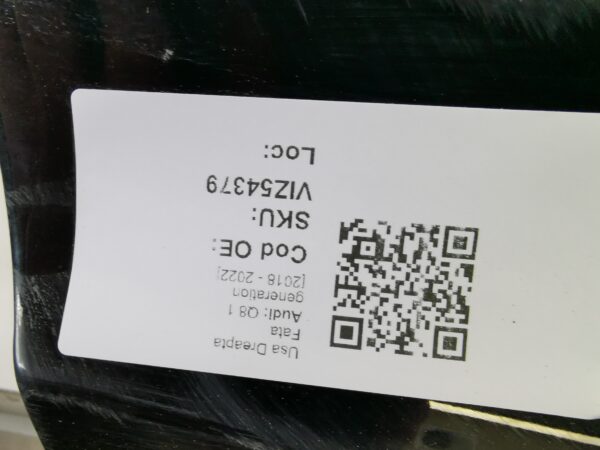 Usa Dreapta
Fata
Audi: Q8 1
generation
[2018 - 2022]
Cod OE:
SKU:
VIZ54379
Loc: